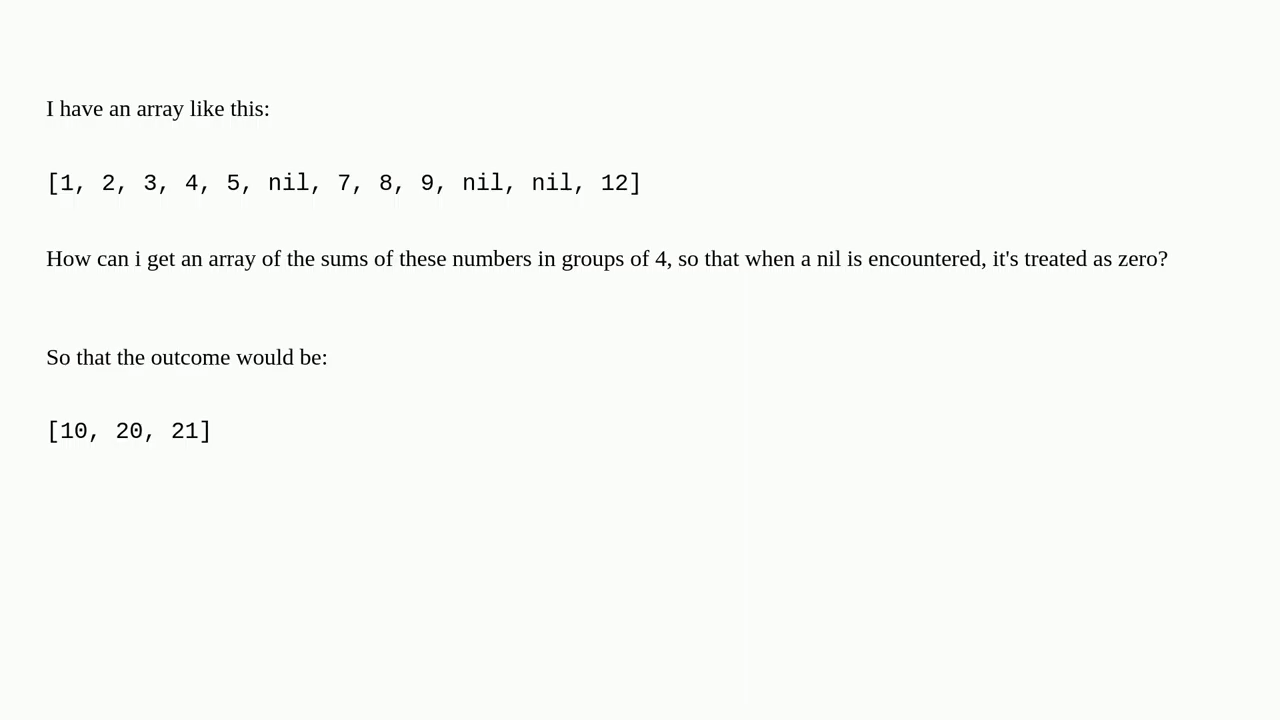 I have an array like this:
[1, 2, 3, 4, 5, nil, 7, 8, 9, nil, nil, 12]
How can i get an array of the sums of these numbers in groups of 4, so that when a nil is encountered, it's treated as zero?
So that the outcome would be:
[10, 20, 21]